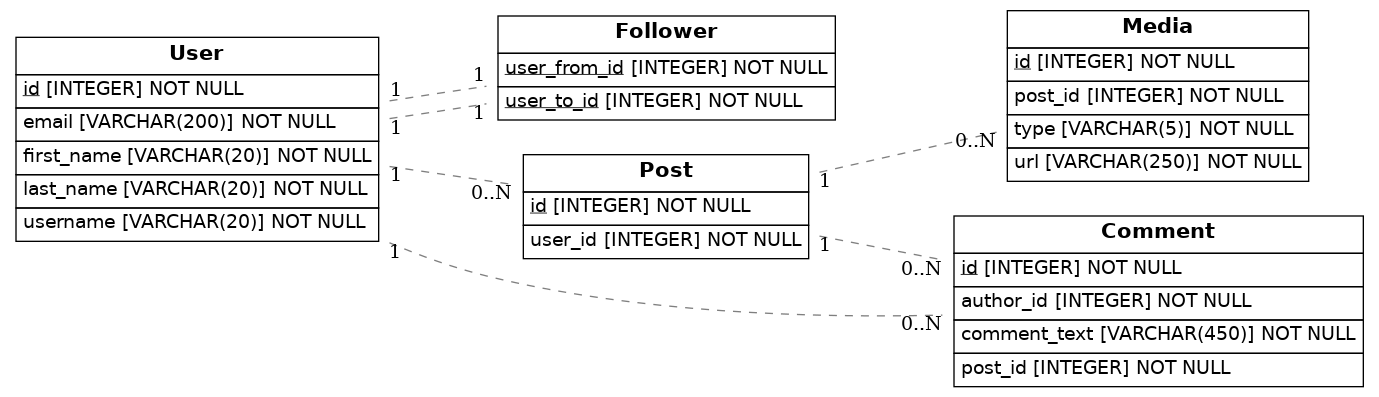 User
id [INTEGER] NOT NULL
email [VARCHAR(200)] NOT NULL
first_name [VARCHAR(20)] NOT NULL
last_name [VARCHAR(20)] NOT NULL
username [VARCHAR(20)] NOT NULL
1
1
1
1
Follower
user_from_id [INTEGER] NOT NULL
user_to_id [INTEGER] NOT NULL
1
1
0..N
Post
id [INTEGER] NOT NULL
user_id [INTEGER] NOT NULL
1
1
0..N
0..N
0..N
Media
id [INTEGER] NOT NULL
post_id [INTEGER] NOT NULL
type [VARCHAR(5)] NOT NULL
url [VARCHAR(250)] NOT NULL
Comment
id [INTEGER] NOT NULL
author_id [INTEGER] NOT NULL
comment_text [VARCHAR(450)] NOT NULL
post_id [INTEGER] NOT NULL